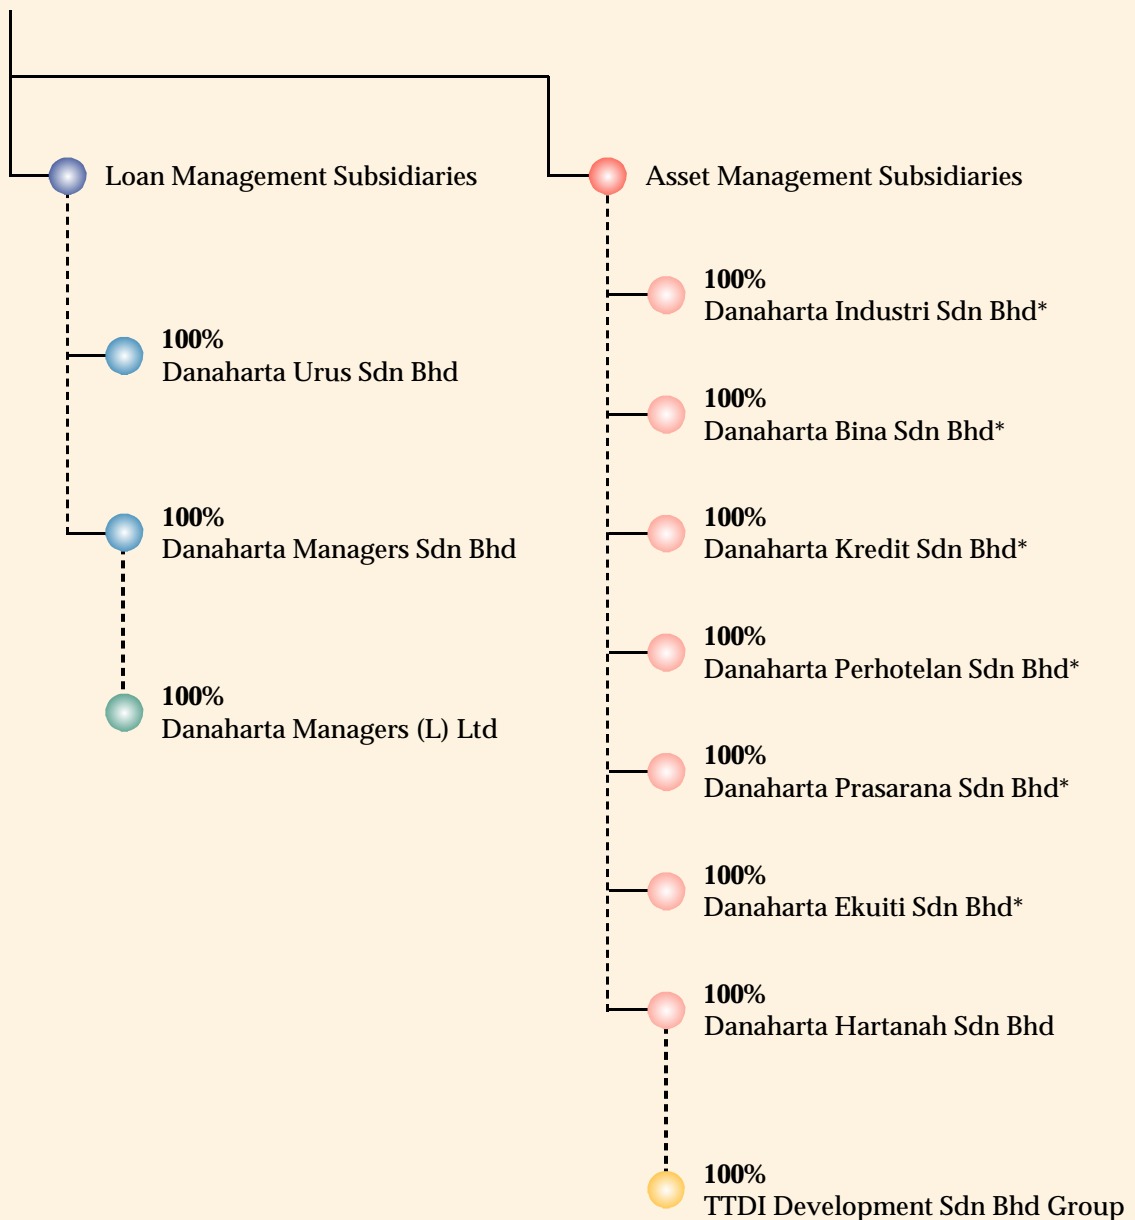 Loan Management Subsidiaries
100%
Danaharta Urus Sdn Bhd
100%
Danaharta Managers Sdn Bhd
100%
Danaharta Managers (L) Ltd
Asset Management Subsidiaries
100%
Danaharta Industri Sdn Bhd*
100%
Danaharta Bina Sdn Bhd*
100%
Danaharta Kredit Sdn Bhd*
100%
Danaharta Perhotelan Sdn Bhd*
100%
Danaharta Prasarana Sdn Bhd*
100%
Danaharta Ekuiti Sdn Bhd*
100%
Danaharta Hartanah Sdn Bhd
100%
TTDI Development Sdn Bhd Group